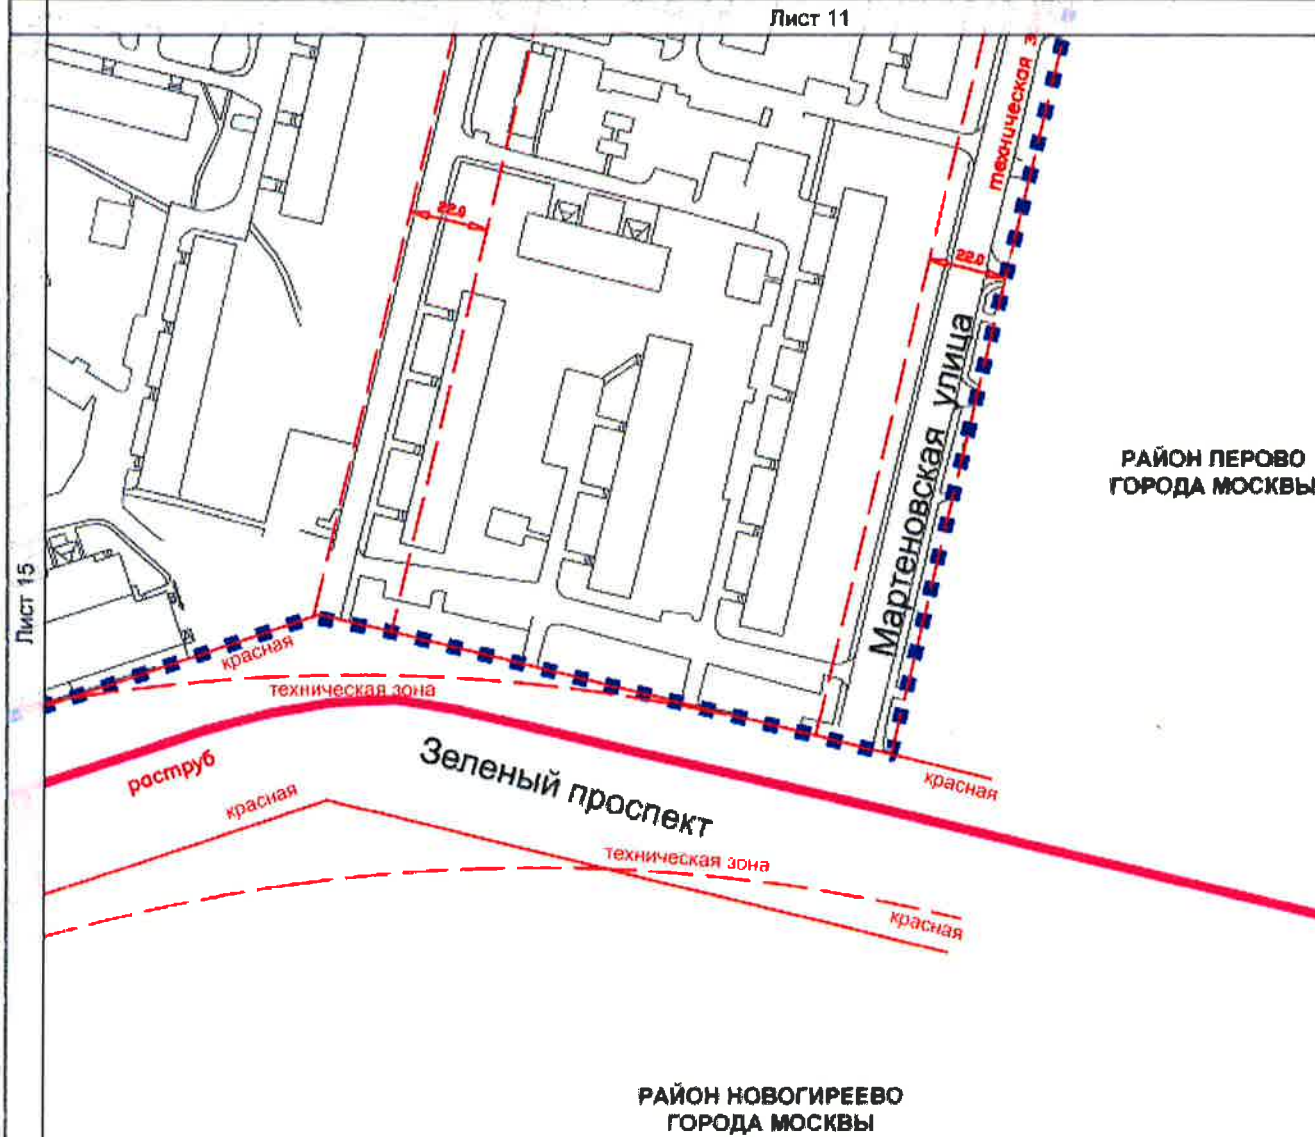 Лист 11
техническая з
22.0
22.0
Мартеновская улица
РАЙОН ПЕРОВО
ГОРОДА МОСКВЫ
Лист 15
красная
техническая зона
раструб
Зеленый проспект
красная
красная
техническая зона
красная
РАЙОН НОВОГИРЕЕВО
ГОРОДА МОСКВЫ